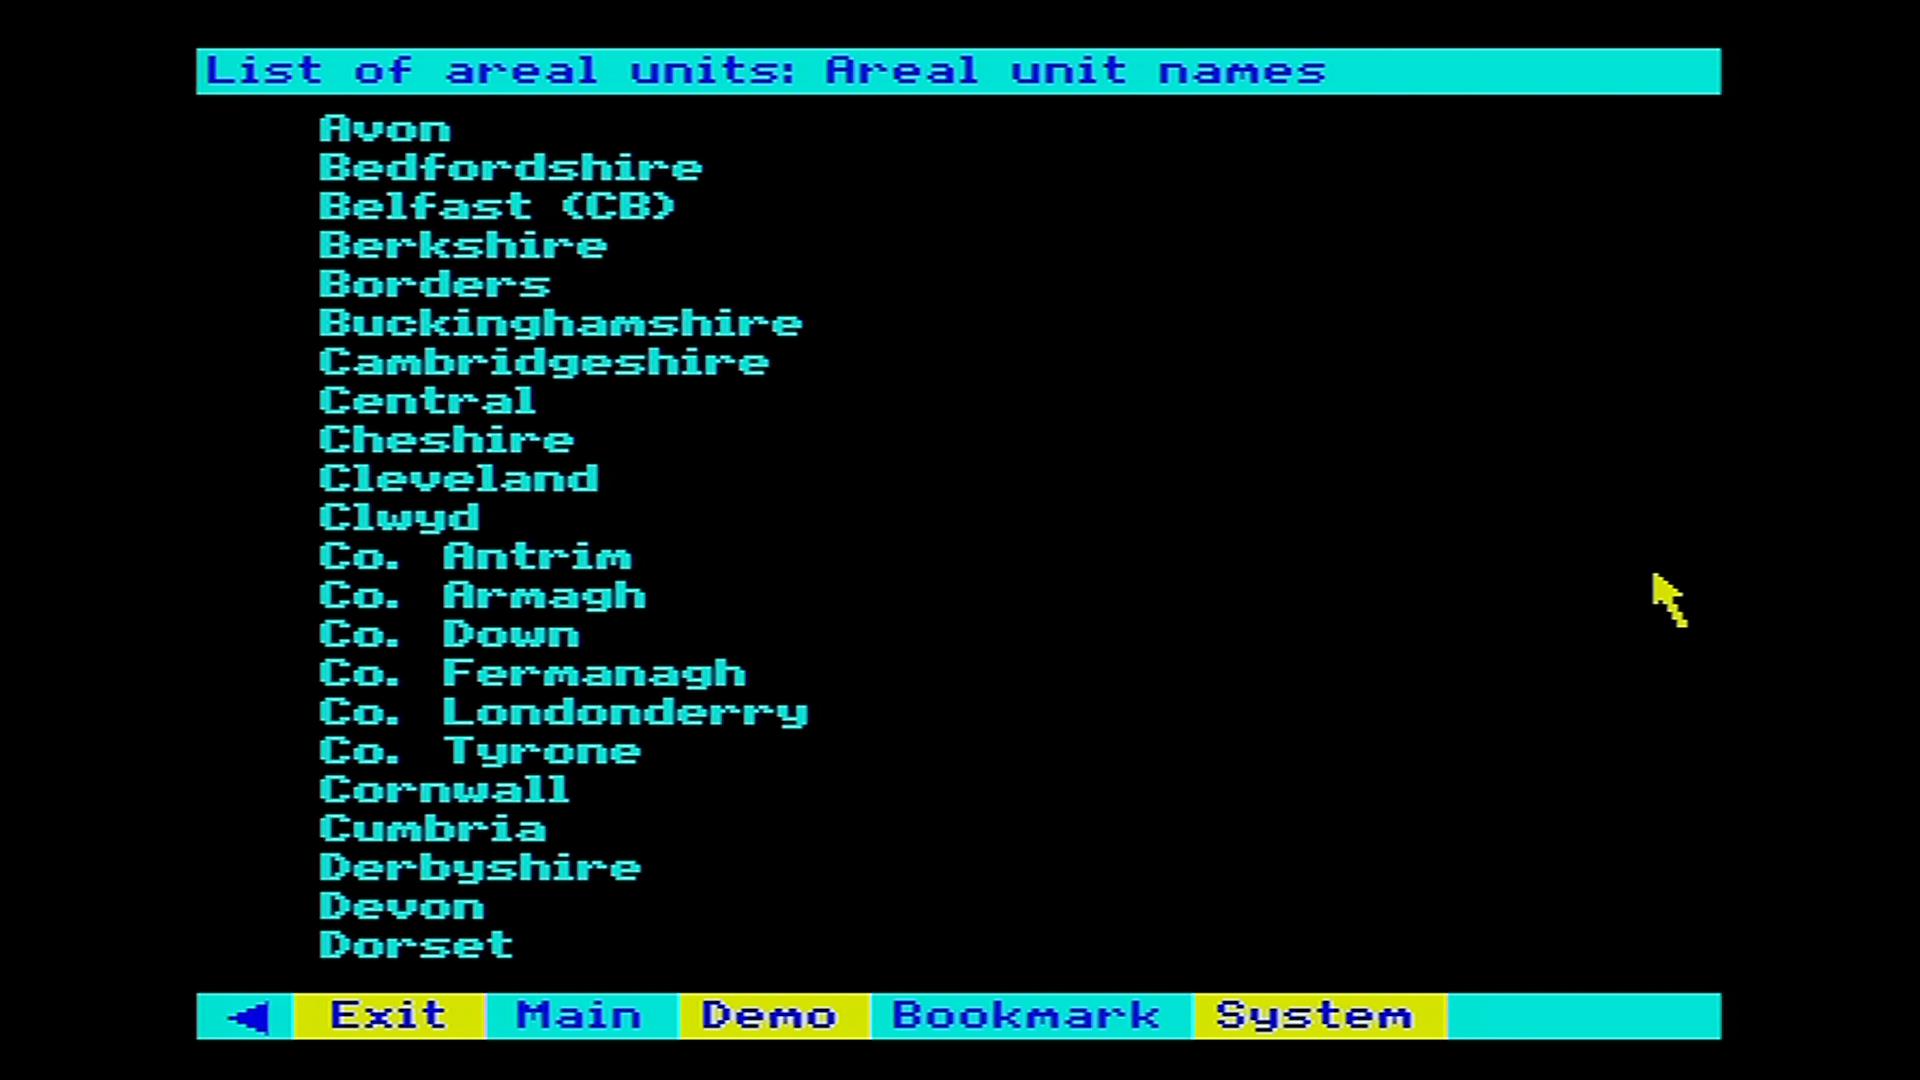 List of areal units: Areal unit names
Avon
Bedfordshire
Belfast (CB)
Berkshire
Borders
Buckinghamshire
Cambridgeshire
Central
Cheshire
Cleveland
Clwyd
Co. Antrim
Co. Armagh
Co. Down
Co. Fermanagh
Co. Londonderry
Co. Tyrone
Cornwall
Cumbria
Derbyshire
Devon
Dorset
Exit Main Demo Bookmark System